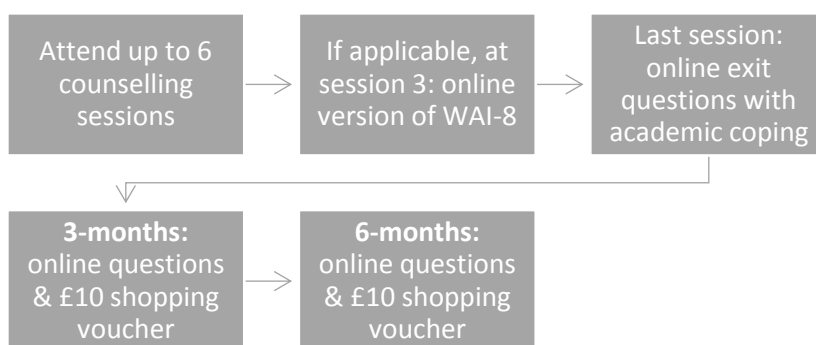 Attend up to 6
counselling
sessions
If applicable, at
session 3: online
version of WAI-8
Last session:
online exit
questions with
academic coping
3-months:
online questions
& £10 shopping
voucher
6-months:
online questions
& £10 shopping
voucher